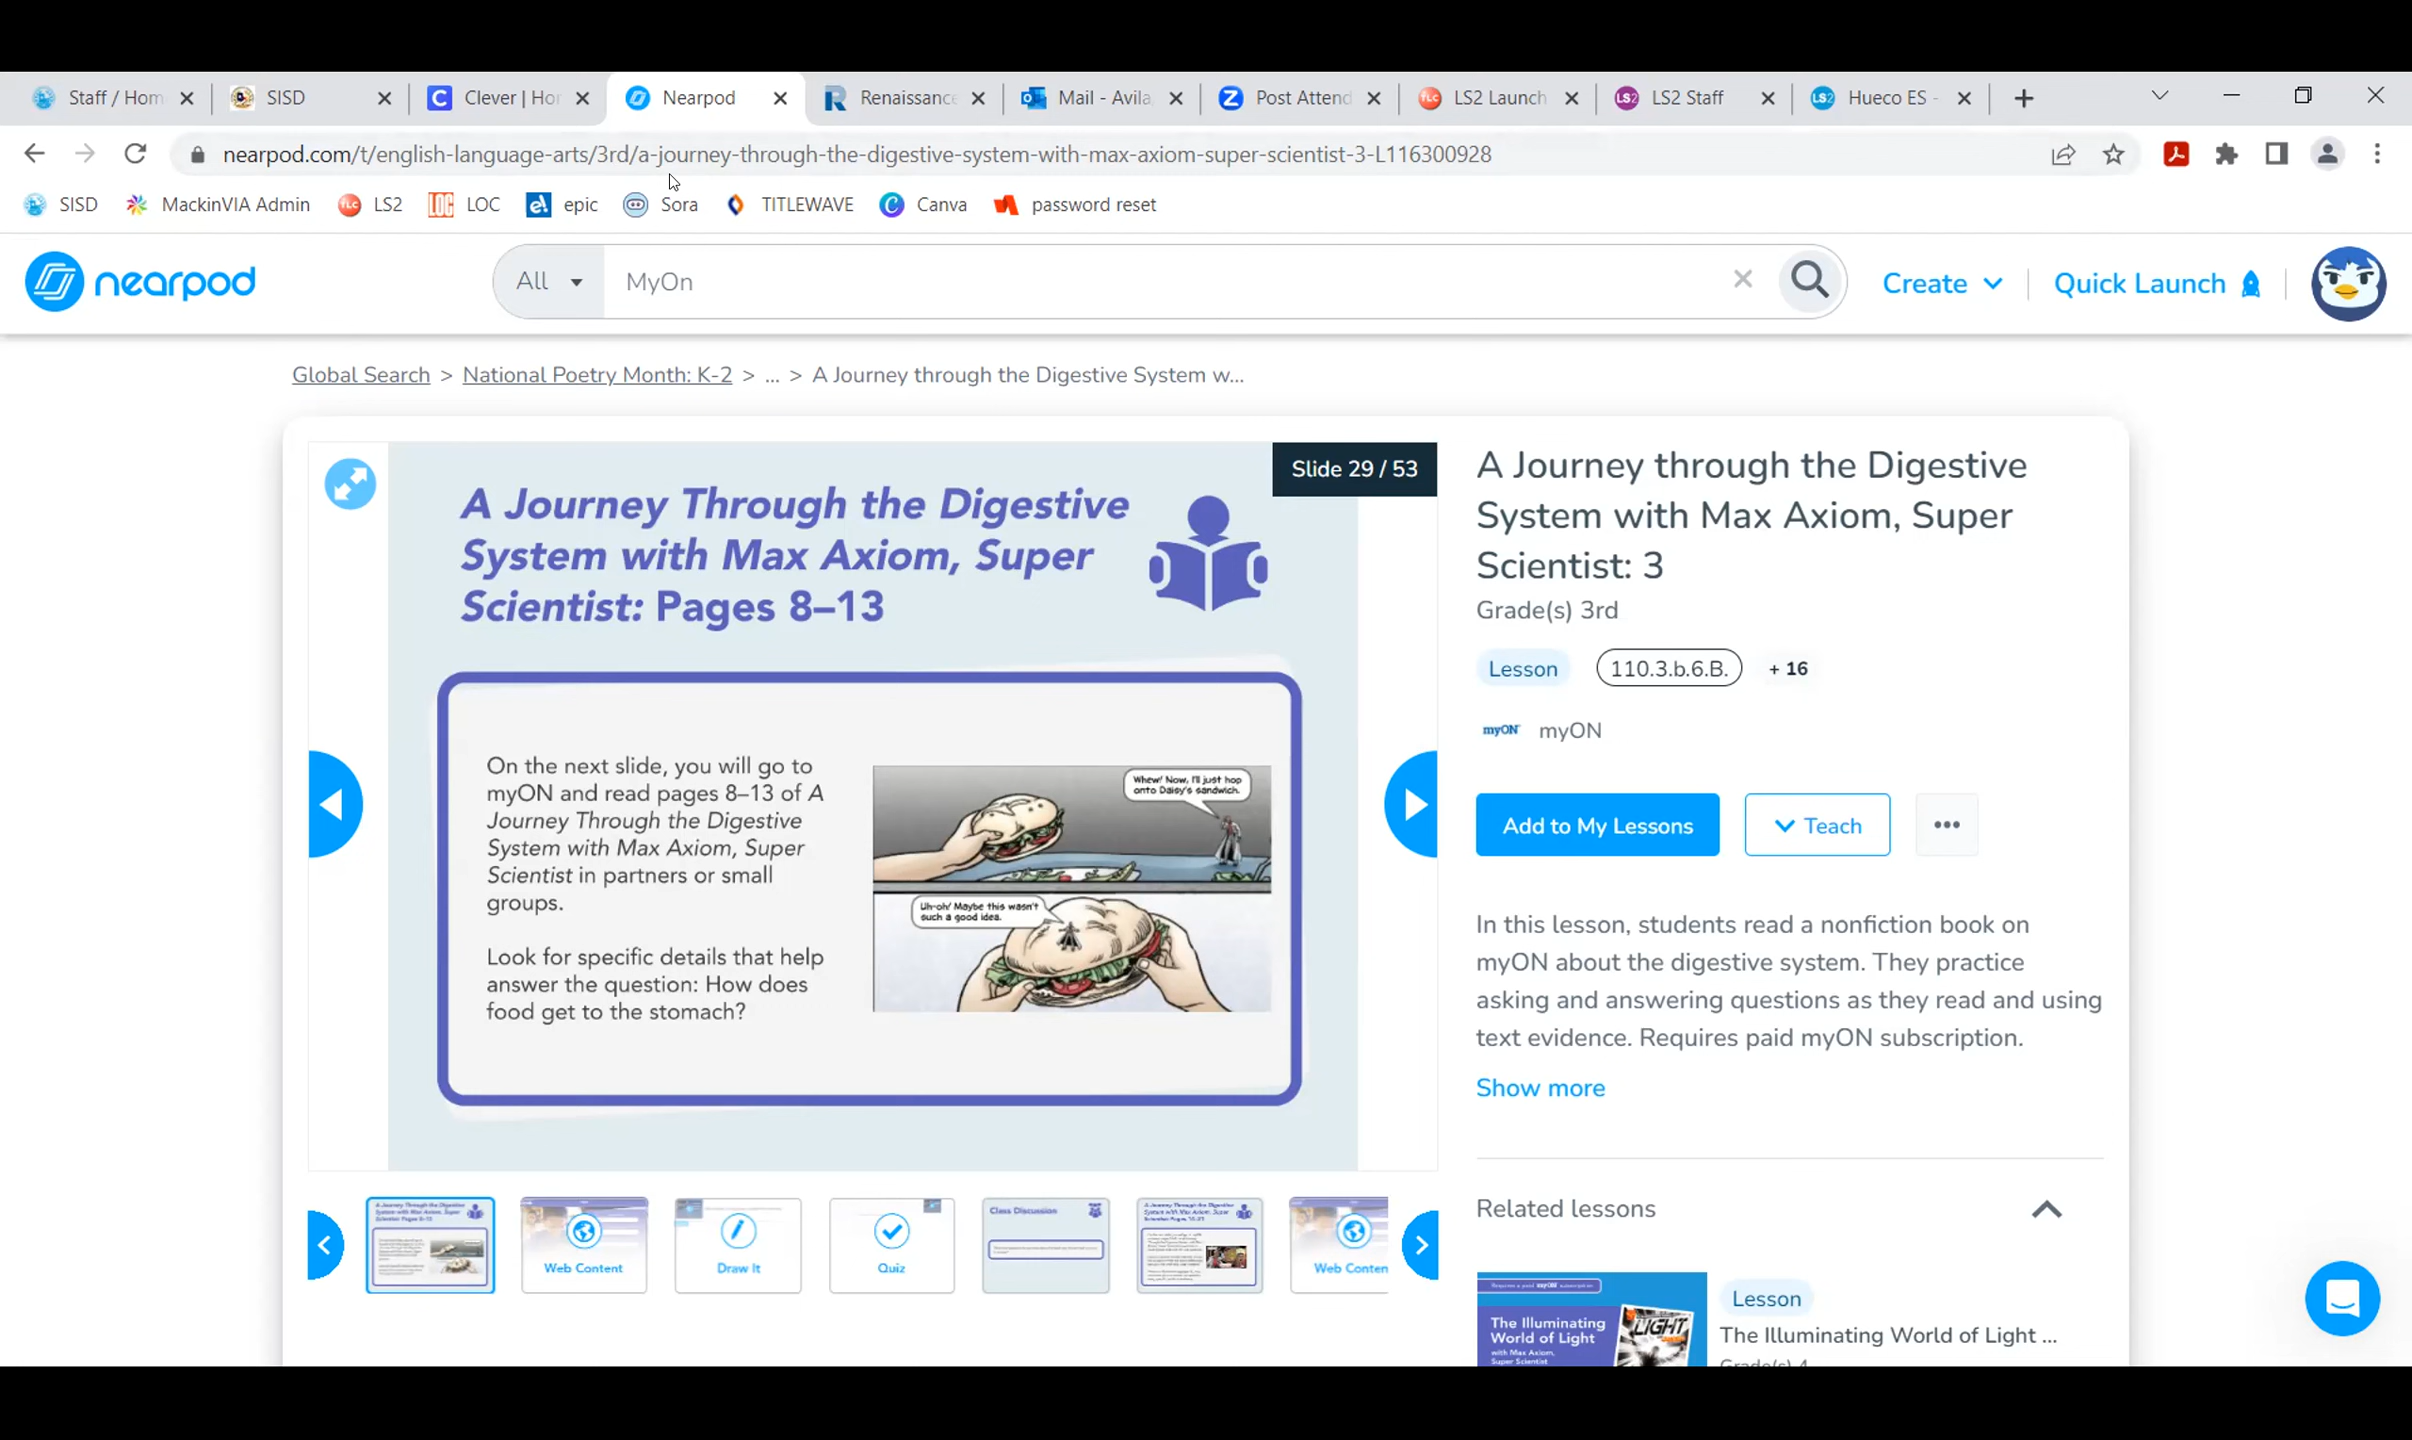 Staff / Hom
SISD
Clever | Hor
Nearpod
Renaissance
Mail - Avila,
Post Attend
LS2 Launch
LS2 Staff
Hueco ES -
nearpod.com/t/english-language-arts/3rd/a-journey-through-the-digestive-system-with-max-axiom-super-scientist-3-L116300928
SISD
MackinVIA Admin
LS2
LOC
epic
Sora
TITLEWAVE
Canva
password reset
nearpod
All
MyOn
Create
Quick Launch
Global Search > National Poetry Month: K-2 > ... > A Journey through the Digestive System w...
Slide 29 / 53
A Journey Through the Digestive
System with Max Axiom, Super
Scientist: Pages 8–13
On the next slide, you will go to
myON and read pages 8–13 of A
Journey Through the Digestive
System with Max Axiom, Super
Scientist in partners or small
groups.
Look for specific details that help
answer the question: How does
food get to the stomach?
Whew! Now, I'll just hop
onto Daisy's sandwich.
Uh-oh! Maybe this wasn't
such a good idea.
Web Content
Draw It
Quiz
Class Discussion
Web Conten
A Journey through the Digestive
System with Max Axiom, Super
Scientist: 3
Grade(s) 3rd
Lesson
110.3.b.6.B.
+ 16
myON
myON
Add to My Lessons
Teach
In this lesson, students read a nonfiction book on
myON about the digestive system. They practice
asking and answering questions as they read and using
text evidence. Requires paid myON subscription.
Show more
Related lessons
Requires a paid myON subscription
The Illuminating
World of Light
with Max Axiom,
Super Scientist
LIGHT
Lesson
The Illuminating World of Light ...
Grade(s) 4